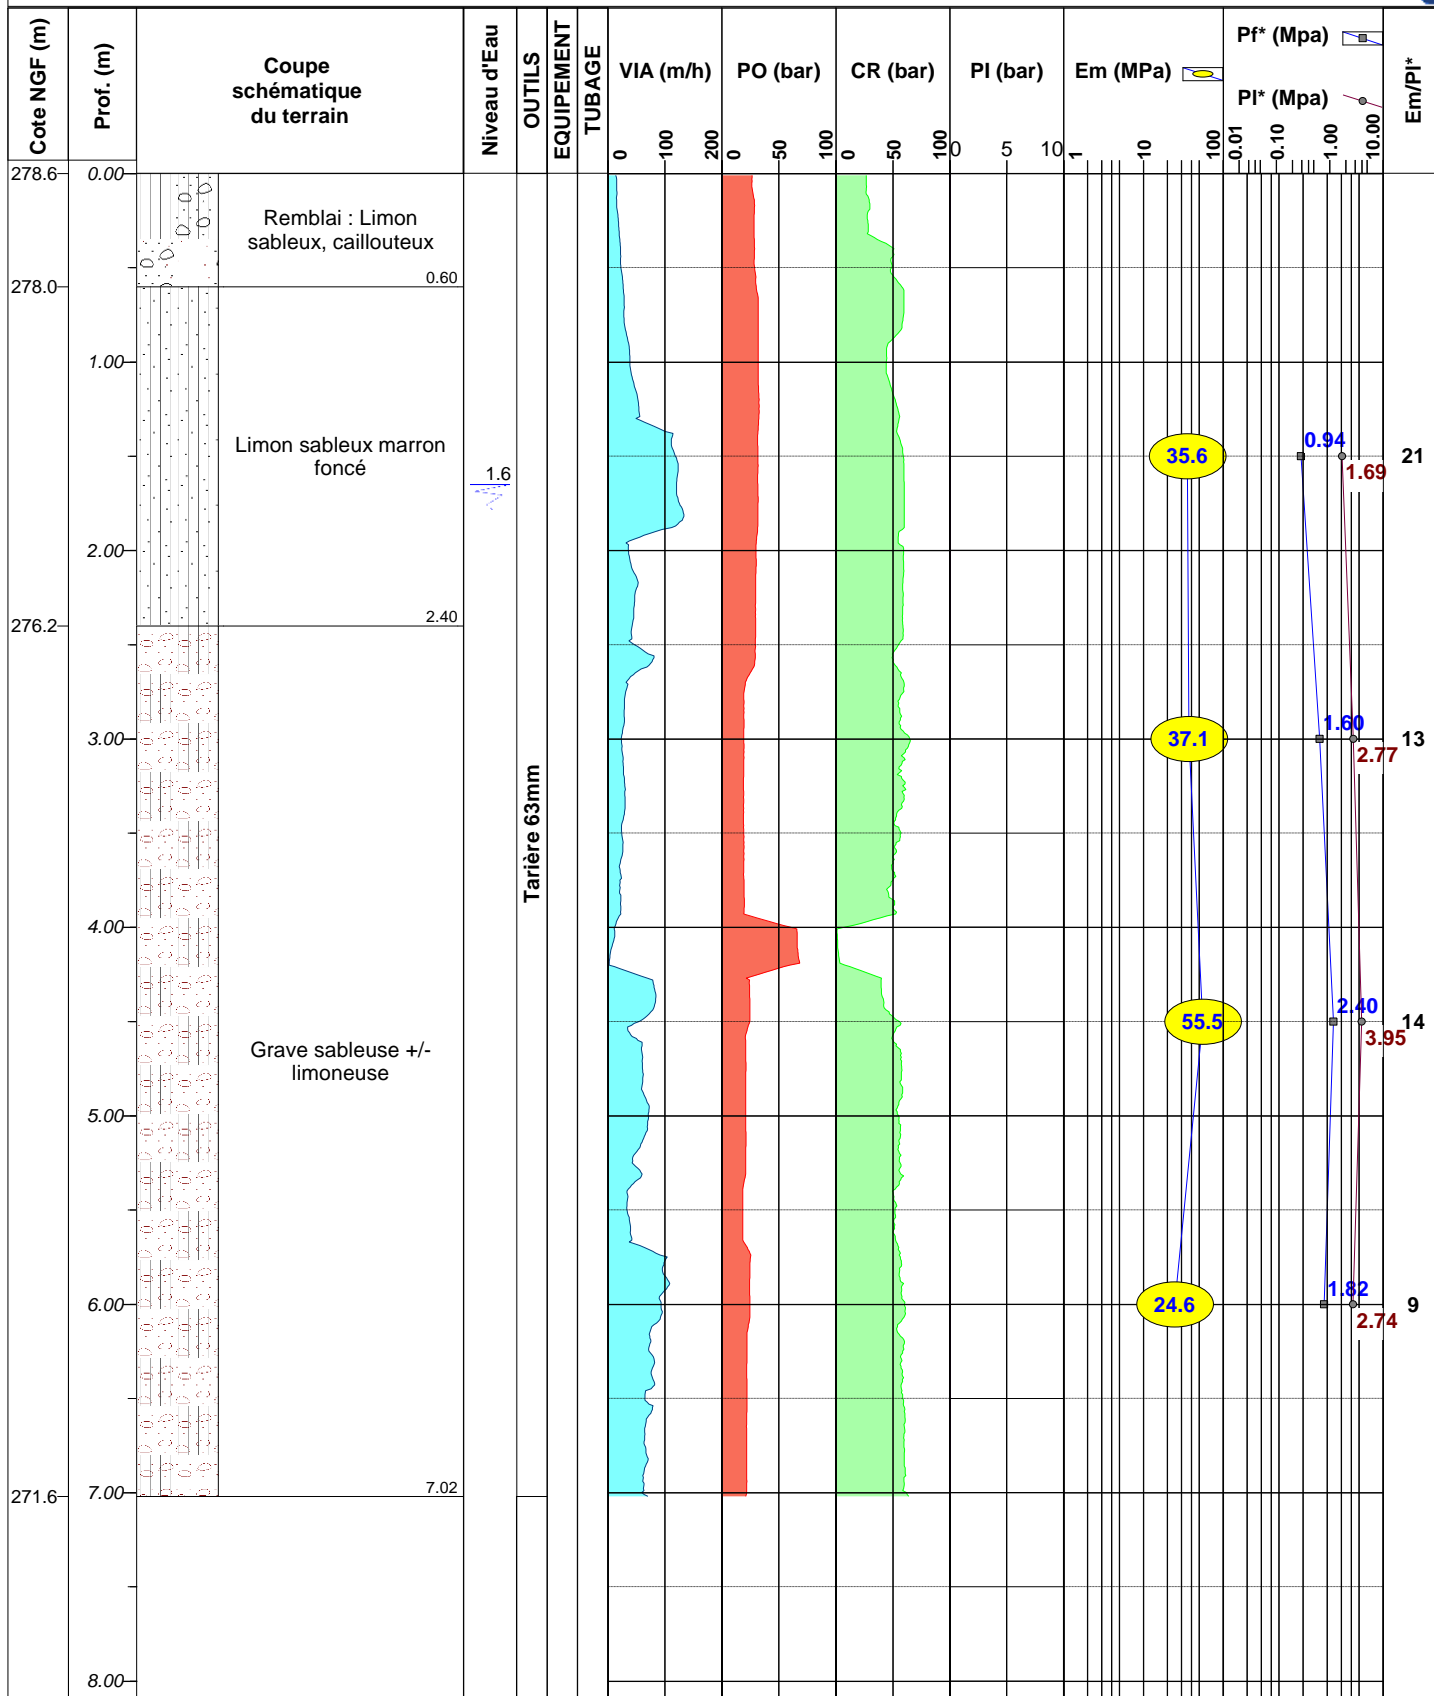 Cote NGF (m)
Prof. (m)
Coupe
schématique
du terrain
Niveau d'Eau
OUTILS
EQUIPEMENT
TUBAGE
VIA (m/h)
0 100 200
PO (bar)
0 50 100
CR (bar)
0 50 100
PI (bar)
0 5 10
Em (MPa)
1 10 100
Pf* (Mpa)
Pl* (Mpa)
0.01 0.10 1.00 10.00
Em/Pl*
278.6 0.00
Remblai : Limon
sableux, caillouteux
0.60
278.0
1.00
Limon sableux marron
foncé
1.6
35.6 0.94 1.69 21
2.00
2.40
276.2
3.00
37.1 1.60 2.77 13
Tarière 63mm
4.00
55.5 2.40 3.95 14
Grave sableuse +/-
limoneuse
5.00
6.00
24.6 1.82 2.74 9
7.02
271.6 7.00
8.00